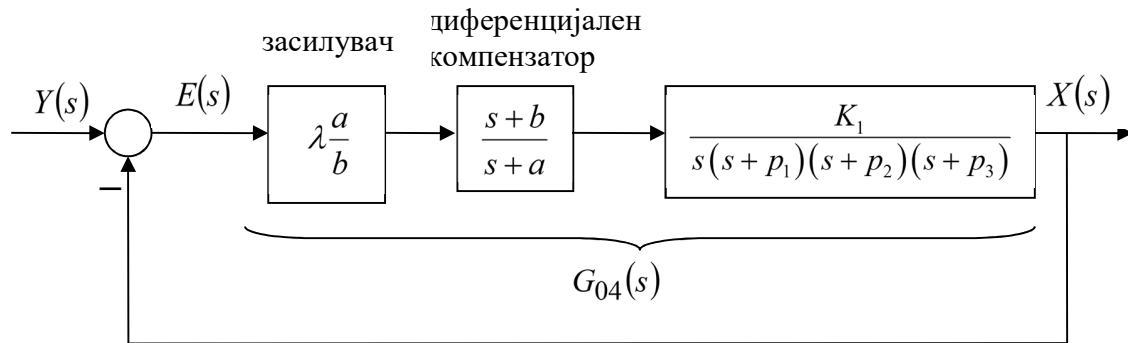 диференцијален
засилувач компензатор
Y(s) E(s) λ a/b (s + b)/(s + a) K₁/(s(s + p₁)(s + p₂)(s + p₃)) X(s)
−
G₀₄(s)